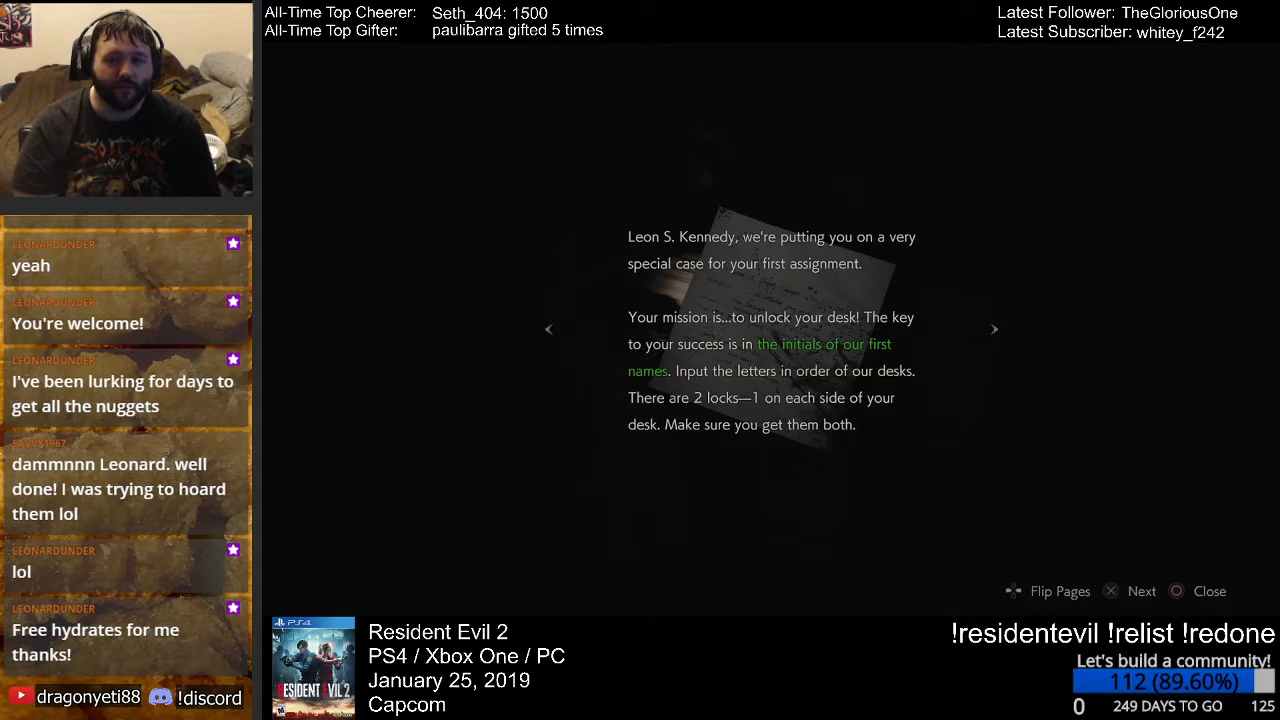 All-Time Top Cheerer: Seth_404: 1500
All-Time Top Gifter: paulibarra gifted 5 times
Latest Follower: TheGloriousOne
Latest Subscriber: whitey_f242
LEONARDUNDER
yeah
LEONARDUNDER
You're welcome!
LEONARDUNDER
I've been lurking for days to
get all the nuggets
SAVVY1967
dammnnn Leonard. well
done! I was trying to hoard
them lol
LEONARDUNDER
lol
LEONARDUNDER
Free hydrates for me
thanks!
dragonyeti88 !discord
Leon S. Kennedy, we're putting you on a very
special case for your first assignment.
Your mission is...to unlock your desk! The key
to your success is in the initials of our first
names. Input the letters in order of our desks.
There are 2 locks—1 on each side of your
desk. Make sure you get them both.
Flip Pages Next Close
PS4
RESIDENT EVIL 2
Resident Evil 2
PS4 / Xbox One / PC
January 25, 2019
Capcom
!residentevil !relist !redone
Let's build a community!
112 (89.60%)
0 249 DAYS TO GO 125